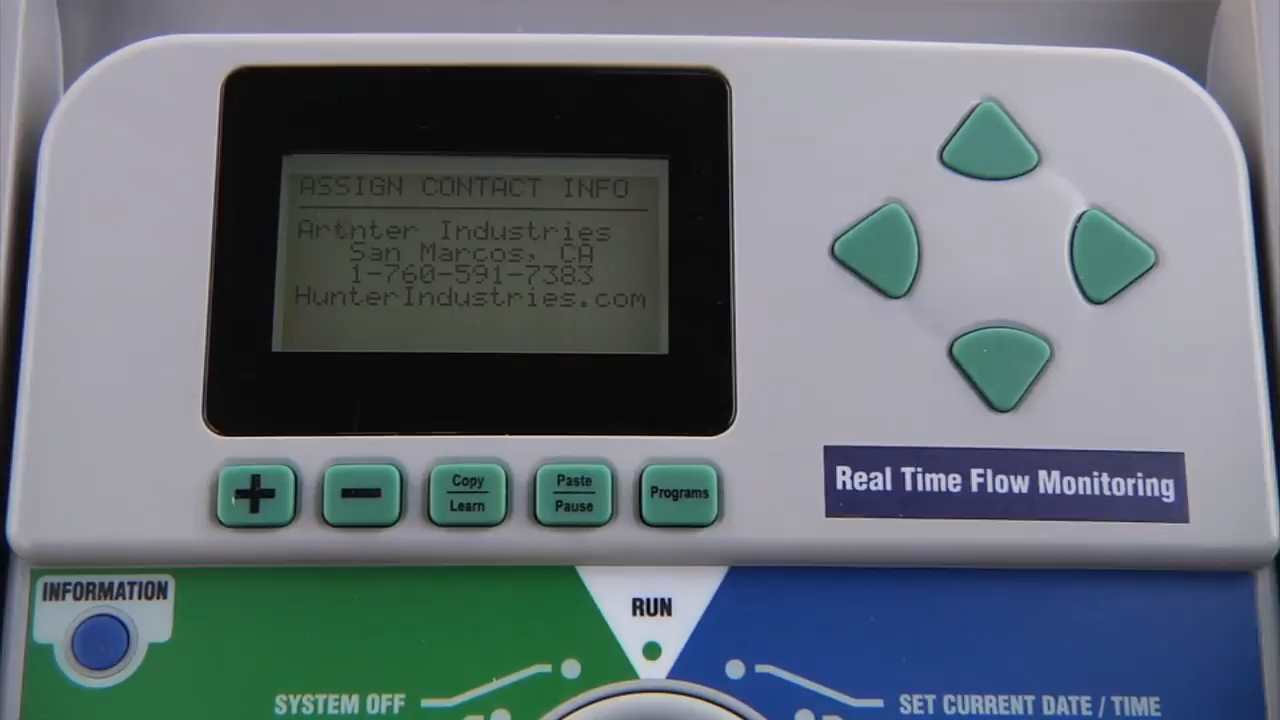 ASSIGN CONTACT INFO
Artnter Industries
San Marcos, CA
1-760-591-7383
HunterIndustries.com
+
−
Copy
Learn
Paste
Pause
Programs
Real Time Flow Monitoring
INFORMATION
RUN
SYSTEM OFF
SET CURRENT DATE / TIME